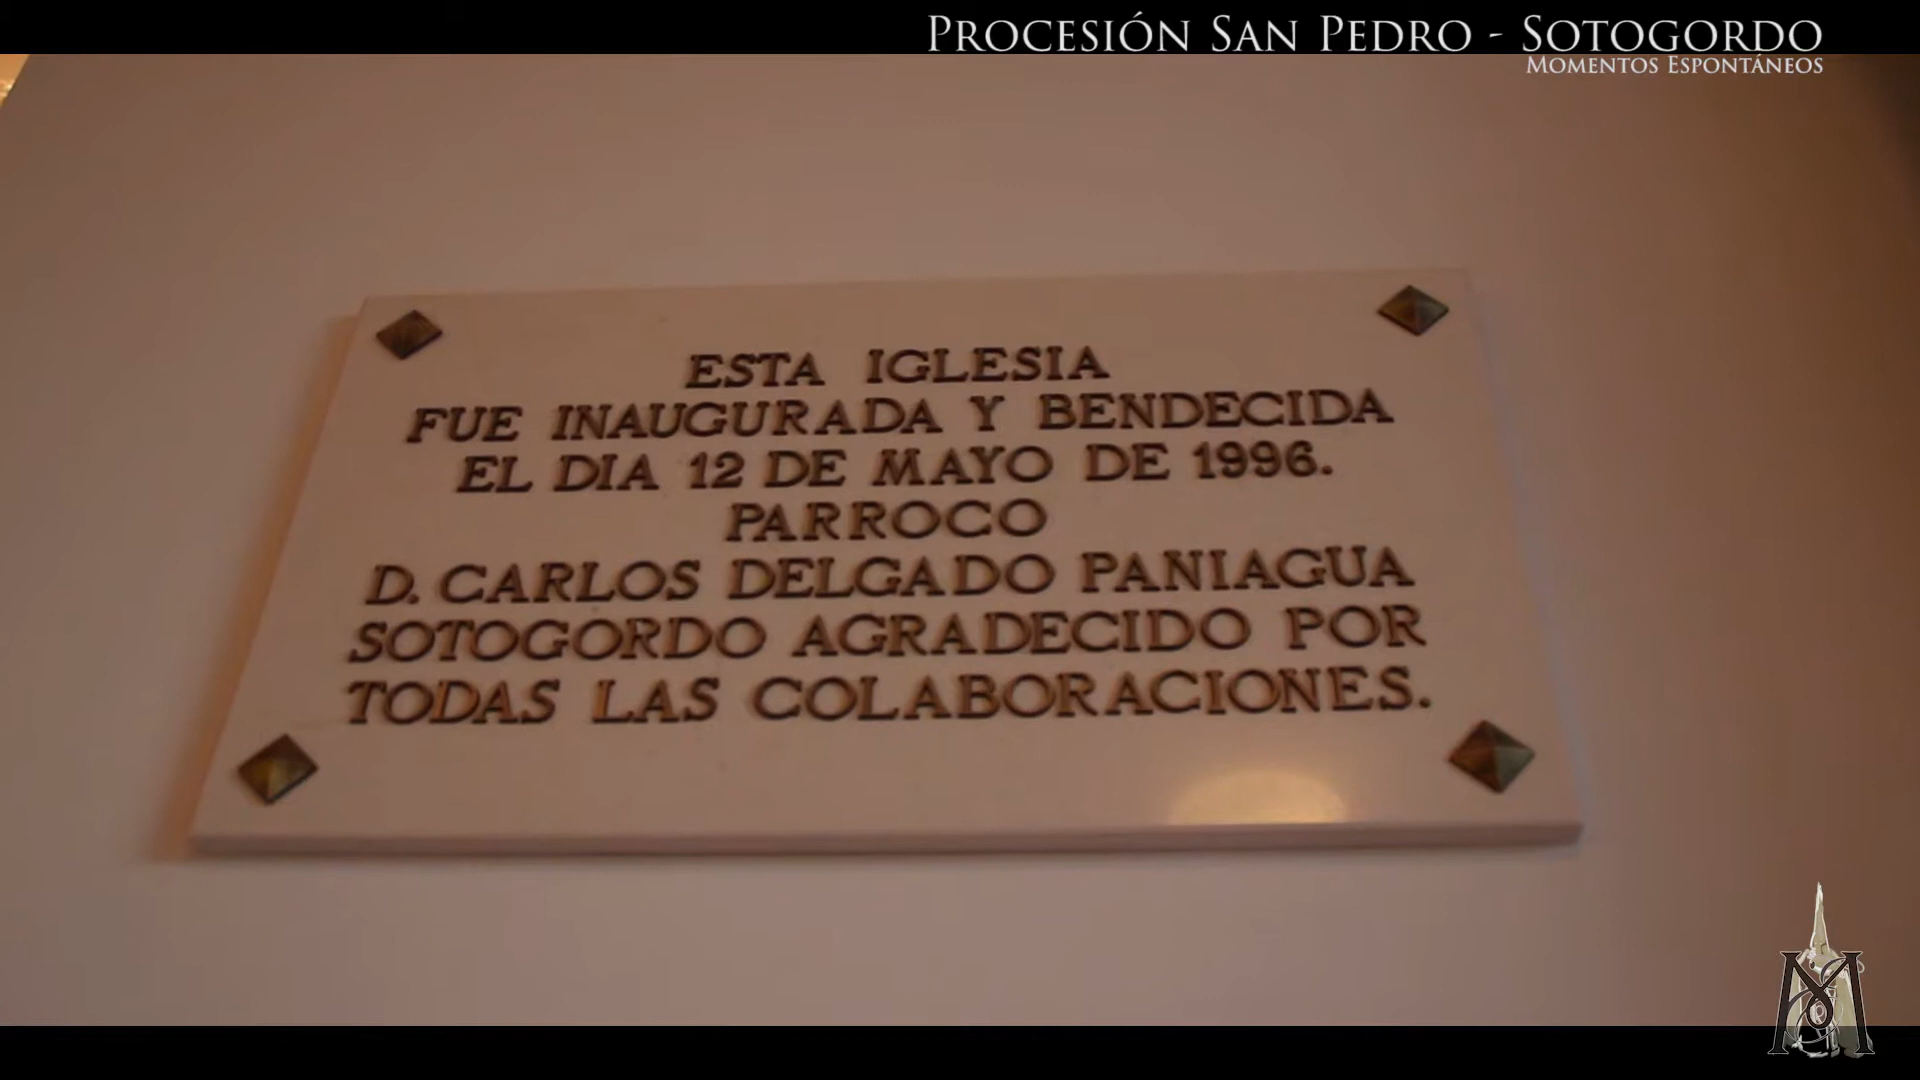 PROCESIÓN SAN PEDRO - SOTOGORDO
MOMENTOS ESPONTÁNEOS
ESTA IGLESIA
FUE INAUGURADA Y BENDECIDA
EL DIA 12 DE MAYO DE 1996.
PARROCO
D. CARLOS DELGADO PANIAGUA
SOTOGORDO AGRADECIDO POR
TODAS LAS COLABORACIONES.